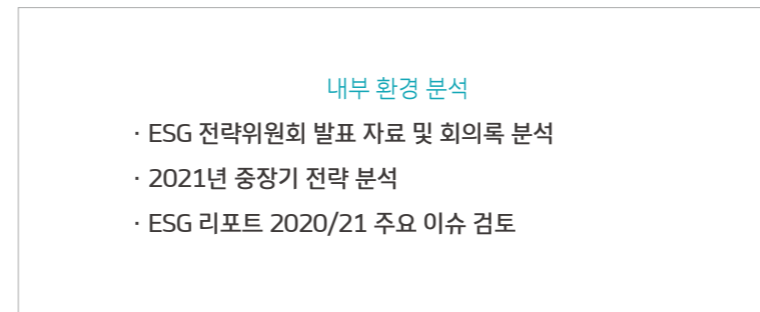 내부 환경 분석
· ESG 전략위원회 발표 자료 및 회의록 분석
· 2021년 중장기 전략 분석
· ESG 리포트 2020/21 주요 이슈 검토